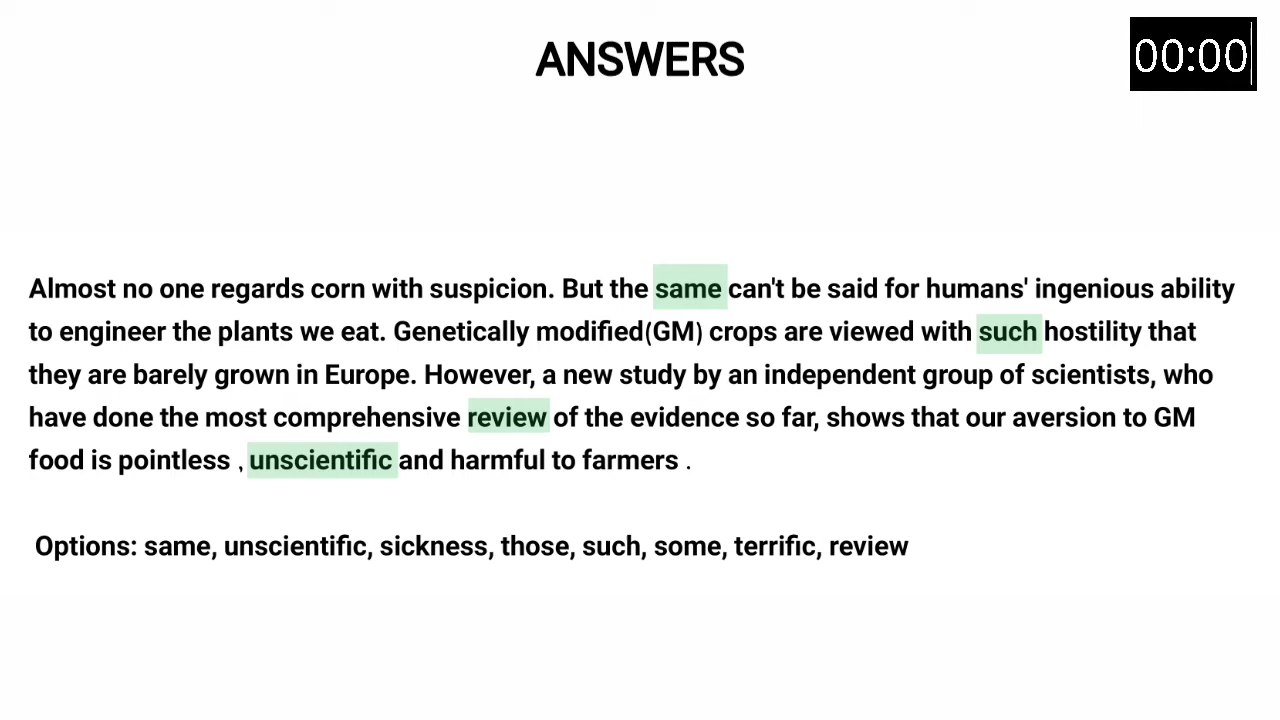 ANSWERS
00:00
Almost no one regards corn with suspicion. But the same can't be said for humans' ingenious ability
to engineer the plants we eat. Genetically modified(GM) crops are viewed with such hostility that
they are barely grown in Europe. However, a new study by an independent group of scientists, who
have done the most comprehensive review of the evidence so far, shows that our aversion to GM
food is pointless , unscientific and harmful to farmers .
Options: same, unscientific, sickness, those, such, some, terrific, review